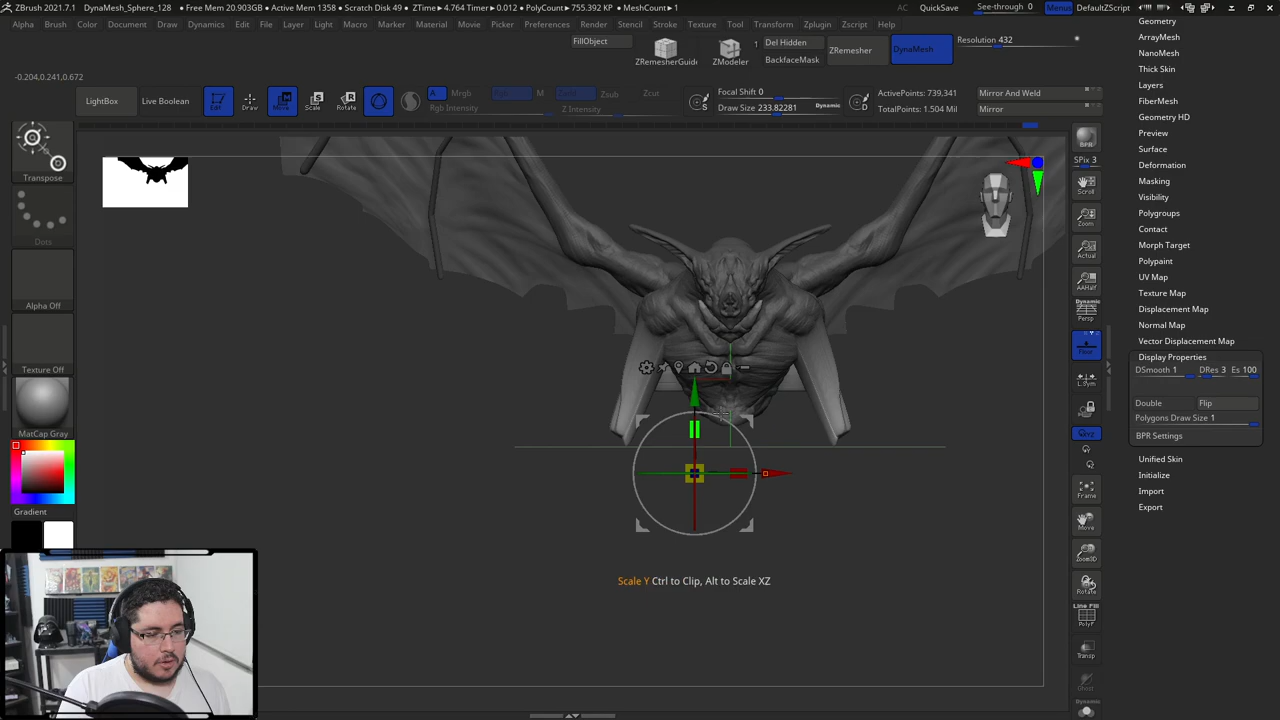 ZBrush 2021.7.1 DynaMesh_Sphere_128 • Free Mem 20.903GB • Active Mem 1358 • Scratch Disk 49 • ZTime▸4.764 Timer▸0.012 • PolyCount▸755.392 KP • MeshCount▸1 AC QuickSave See-through 0 Menus DefaultZScript
Alpha Brush Color Document Draw Dynamics Edit File Layer Light Macro Marker Material Movie Picker Preferences Render Stencil Stroke Texture Tool Transform Zplugin Zscript Help
-0.204,0.241,0.672
FillObject
ZRemesherGuide
ZModeler
1
Del Hidden
BackfaceMask
ZRemesher
DynaMesh
Resolution 432
LightBox
Live Boolean
Edit
Draw
Move
Scale
Rotate
A Mrgb
Rgb Intensity
Rgb M
Zadd Zsub Zcut
Z Intensity
S
Focal Shift 0
Draw Size 233.82281 Dynamic
D
ActivePoints: 739,341
TotalPoints: 1.504 Mil
Mirror And Weld
Mirror
Transpose
Dots
Alpha Off
Texture Off
MatCap Gray
Gradient
Scale Y Ctrl to Clip, Alt to Scale XZ
BPR
SPix 3
Scroll
Zoom
Actual
AAHalf
Dynamic
Persp
Floor
L.Sym
Frame
Move
Zoom3D
Rotate
Line Fill
PolyF
Transp
Ghost
Dynamic
Geometry
ArrayMesh
NanoMesh
Thick Skin
Layers
FiberMesh
Geometry HD
Preview
Surface
Deformation
Masking
Visibility
Polygroups
Contact
Morph Target
Polypaint
UV Map
Texture Map
Displacement Map
Normal Map
Vector Displacement Map
Display Properties
DSmooth 1 DRes 3 Es 100
Double Flip
Polygons Draw Size 1
BPR Settings
Unified Skin
Initialize
Import
Export